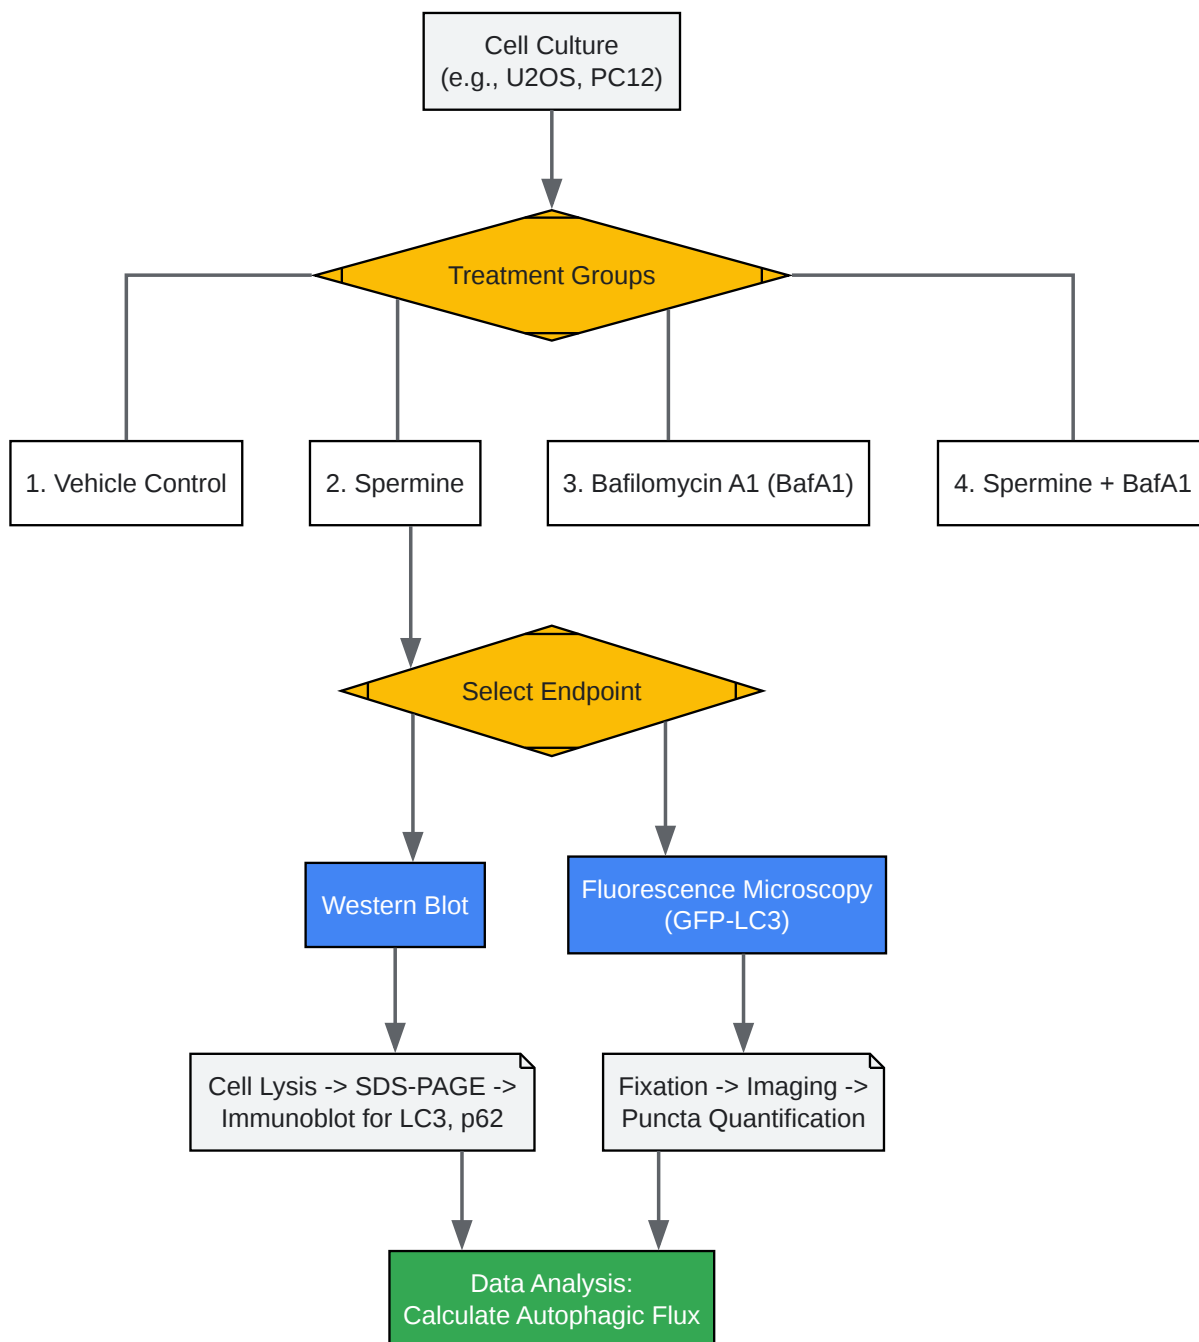 Cell Culture
(e.g., U2OS, PC12)
Treatment Groups
1. Vehicle Control
2. Spermine
3. Bafilomycin A1 (BafA1)
4. Spermine + BafA1
Select Endpoint
Western Blot
Fluorescence Microscopy
(GFP-LC3)
Cell Lysis -> SDS-PAGE ->
Immunoblot for LC3, p62
Fixation -> Imaging ->
Puncta Quantification
Data Analysis:
Calculate Autophagic Flux